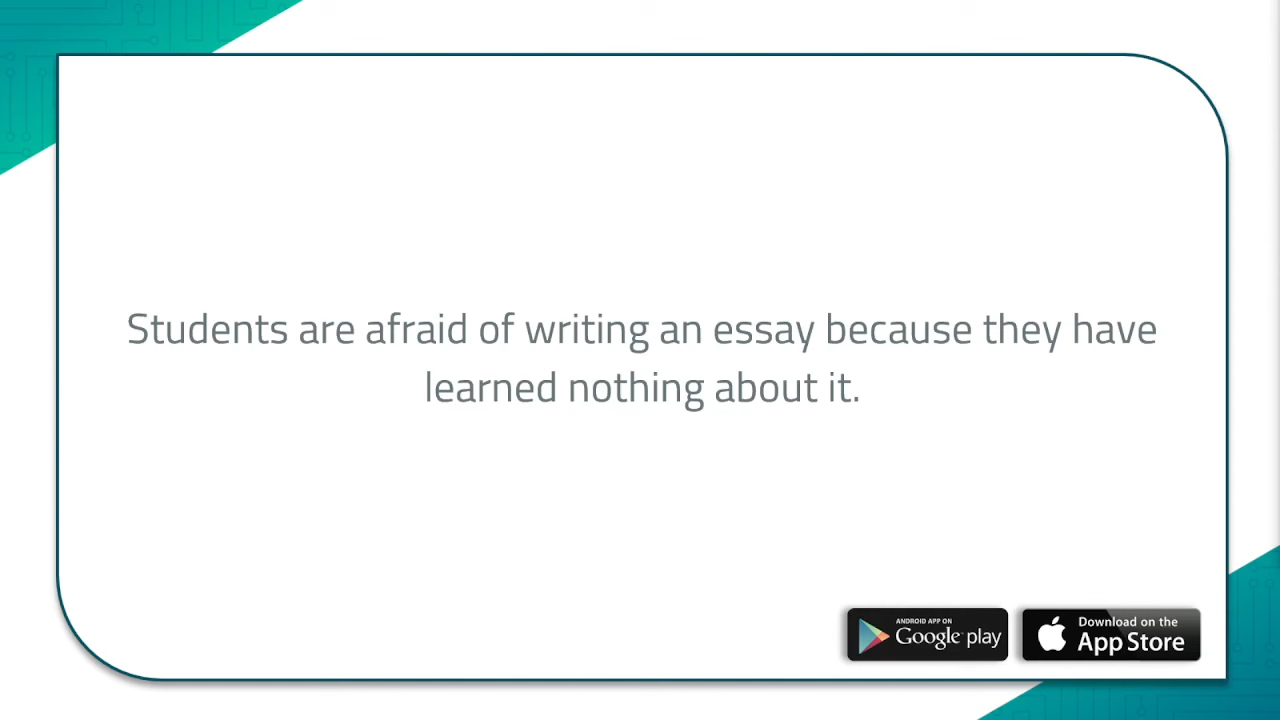 Students are afraid of writing an essay because they have
learned nothing about it.
ANDROID APP ON
Google play
Download on the
App Store